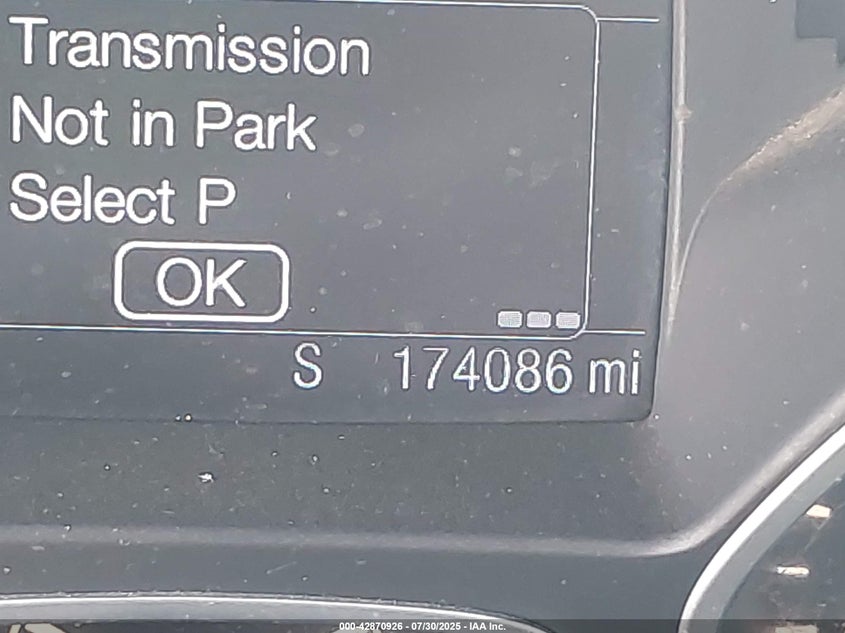 Transmission
Not in Park
Select P
OK
S 174086 mi
000-42870926 - 07/30/2025 - IAA Inc.